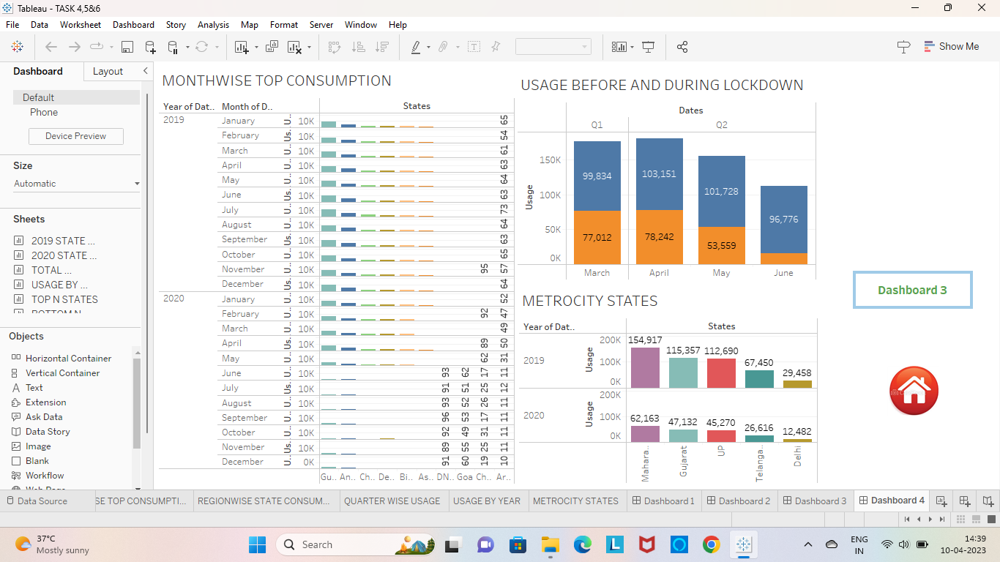 Tableau - TASK 4,5&6
File Data Worksheet Dashboard Story Analysis Map Format Server Window Help
Show Me
Dashboard Layout
Default
Phone
Device Preview
Size
Automatic
Sheets
2019 STATE ...
2020 STATE ...
TOTAL ...
USAGE BY ...
TOP N STATES
BOTTOM N
Objects
Horizontal Container
Vertical Container
Text
Extension
Ask Data
Data Story
Image
Blank
Workflow
Web Page
MONTHWISE TOP CONSUMPTION
Year of Dat.. Month of D.. States
2019 January U.. 10K 65
February Us. 10K 54
March U.. 10K 61
April U.. 10K 63
May U.. 10K 64
June Us. 10K 63
July U.. 10K 73
August U.. 10K 64
September Us. 10K 63
October U.. 10K 65
November Us. 10K 95 57
December Us. 10K 64
2020 January U.. 10K 52
February U.. 10K 92 47
March U.. 10K 49
April U.. 10K 89 50
May U.. 10K 62 31
June Us. 10K 93 62 17 11
July U.. 10K 91 51 25 12
August U.. 10K 93 52 26 11
September Us. 10K 96 53 17 11
October U.. 10K 92 49 31 11
November Us. 10K 89 55 25 11
December U.. 0K 91 60 19 10
Gu.. An.. Ch.. De.. Bi.. As.. DN.. Goa Ch.. Ar..
USAGE BEFORE AND DURING LOCKDOWN
Dates
Q1 Q2
Usage
150K
100K
50K
0K
99,834 103,151 101,728 96,776
77,012 78,242 53,559
March April May June
METROCITY STATES
Year of Dat.. States
2019 Usage 200K 100K 0K
154,917 115,357 112,690 67,450 29,458
2020 Usage 200K 100K 0K
62,163 47,132 45,270 26,616 12,482
Mahara.. Gujarat UP Telanga.. Delhi
Dashboard 3
Data Source SE TOP CONSUMPTI... REGIONWISE STATE CONSUM... QUARTER WISE USAGE USAGE BY YEAR METROCITY STATES Dashboard 1 Dashboard 2 Dashboard 3 Dashboard 4
37°C
Mostly sunny
Search
ENG
IN
14:39
10-04-2023